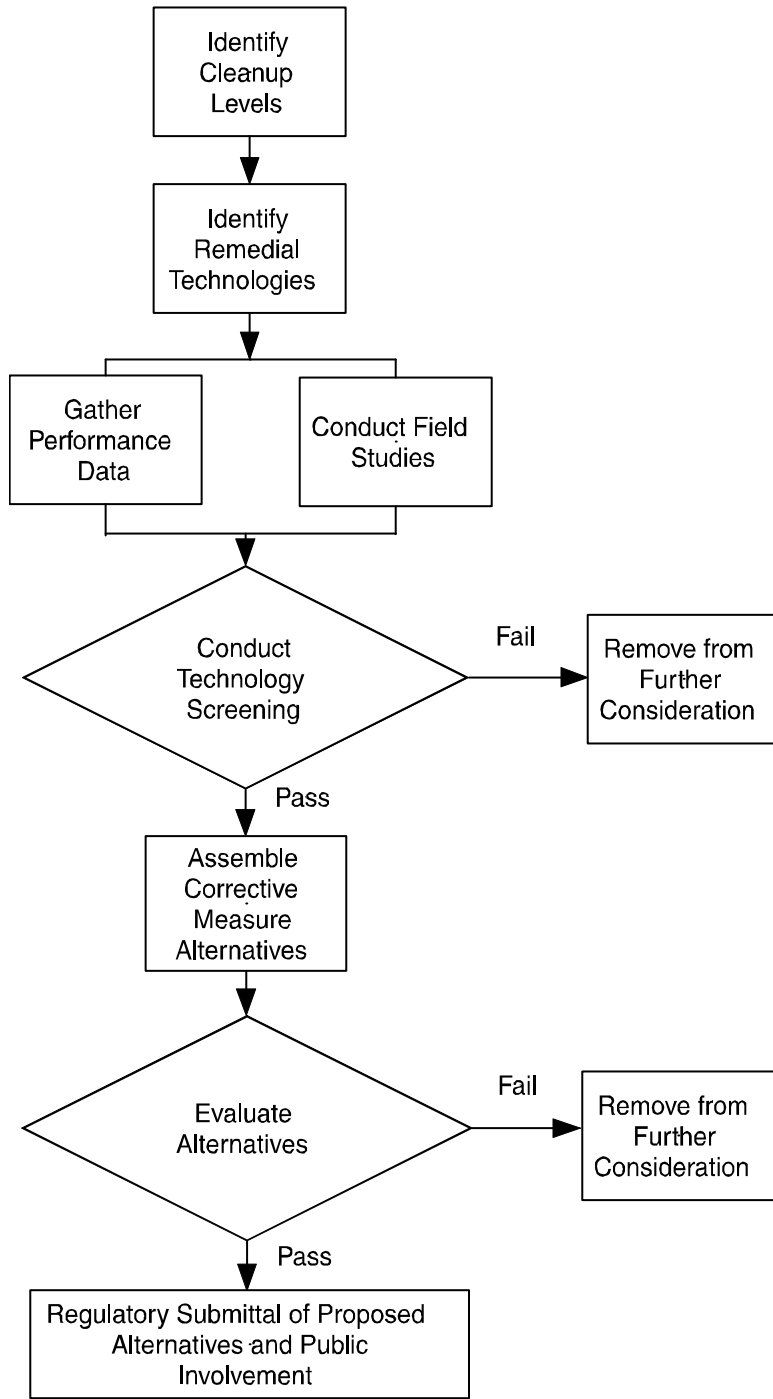 Identify
Cleanup
Levels
Identify
Remedial
Technologies
Gather
Performance
Data
Conduct Field
Studies
Conduct
Technology
Screening
Fail
Remove from
Further
Consideration
Pass
Assemble
Corrective
Measure
Alternatives
Evaluate
Alternatives
Fail
Remove from
Further
Consideration
Pass
Regulatory Submittal of Proposed
Alternatives and Public
Involvement